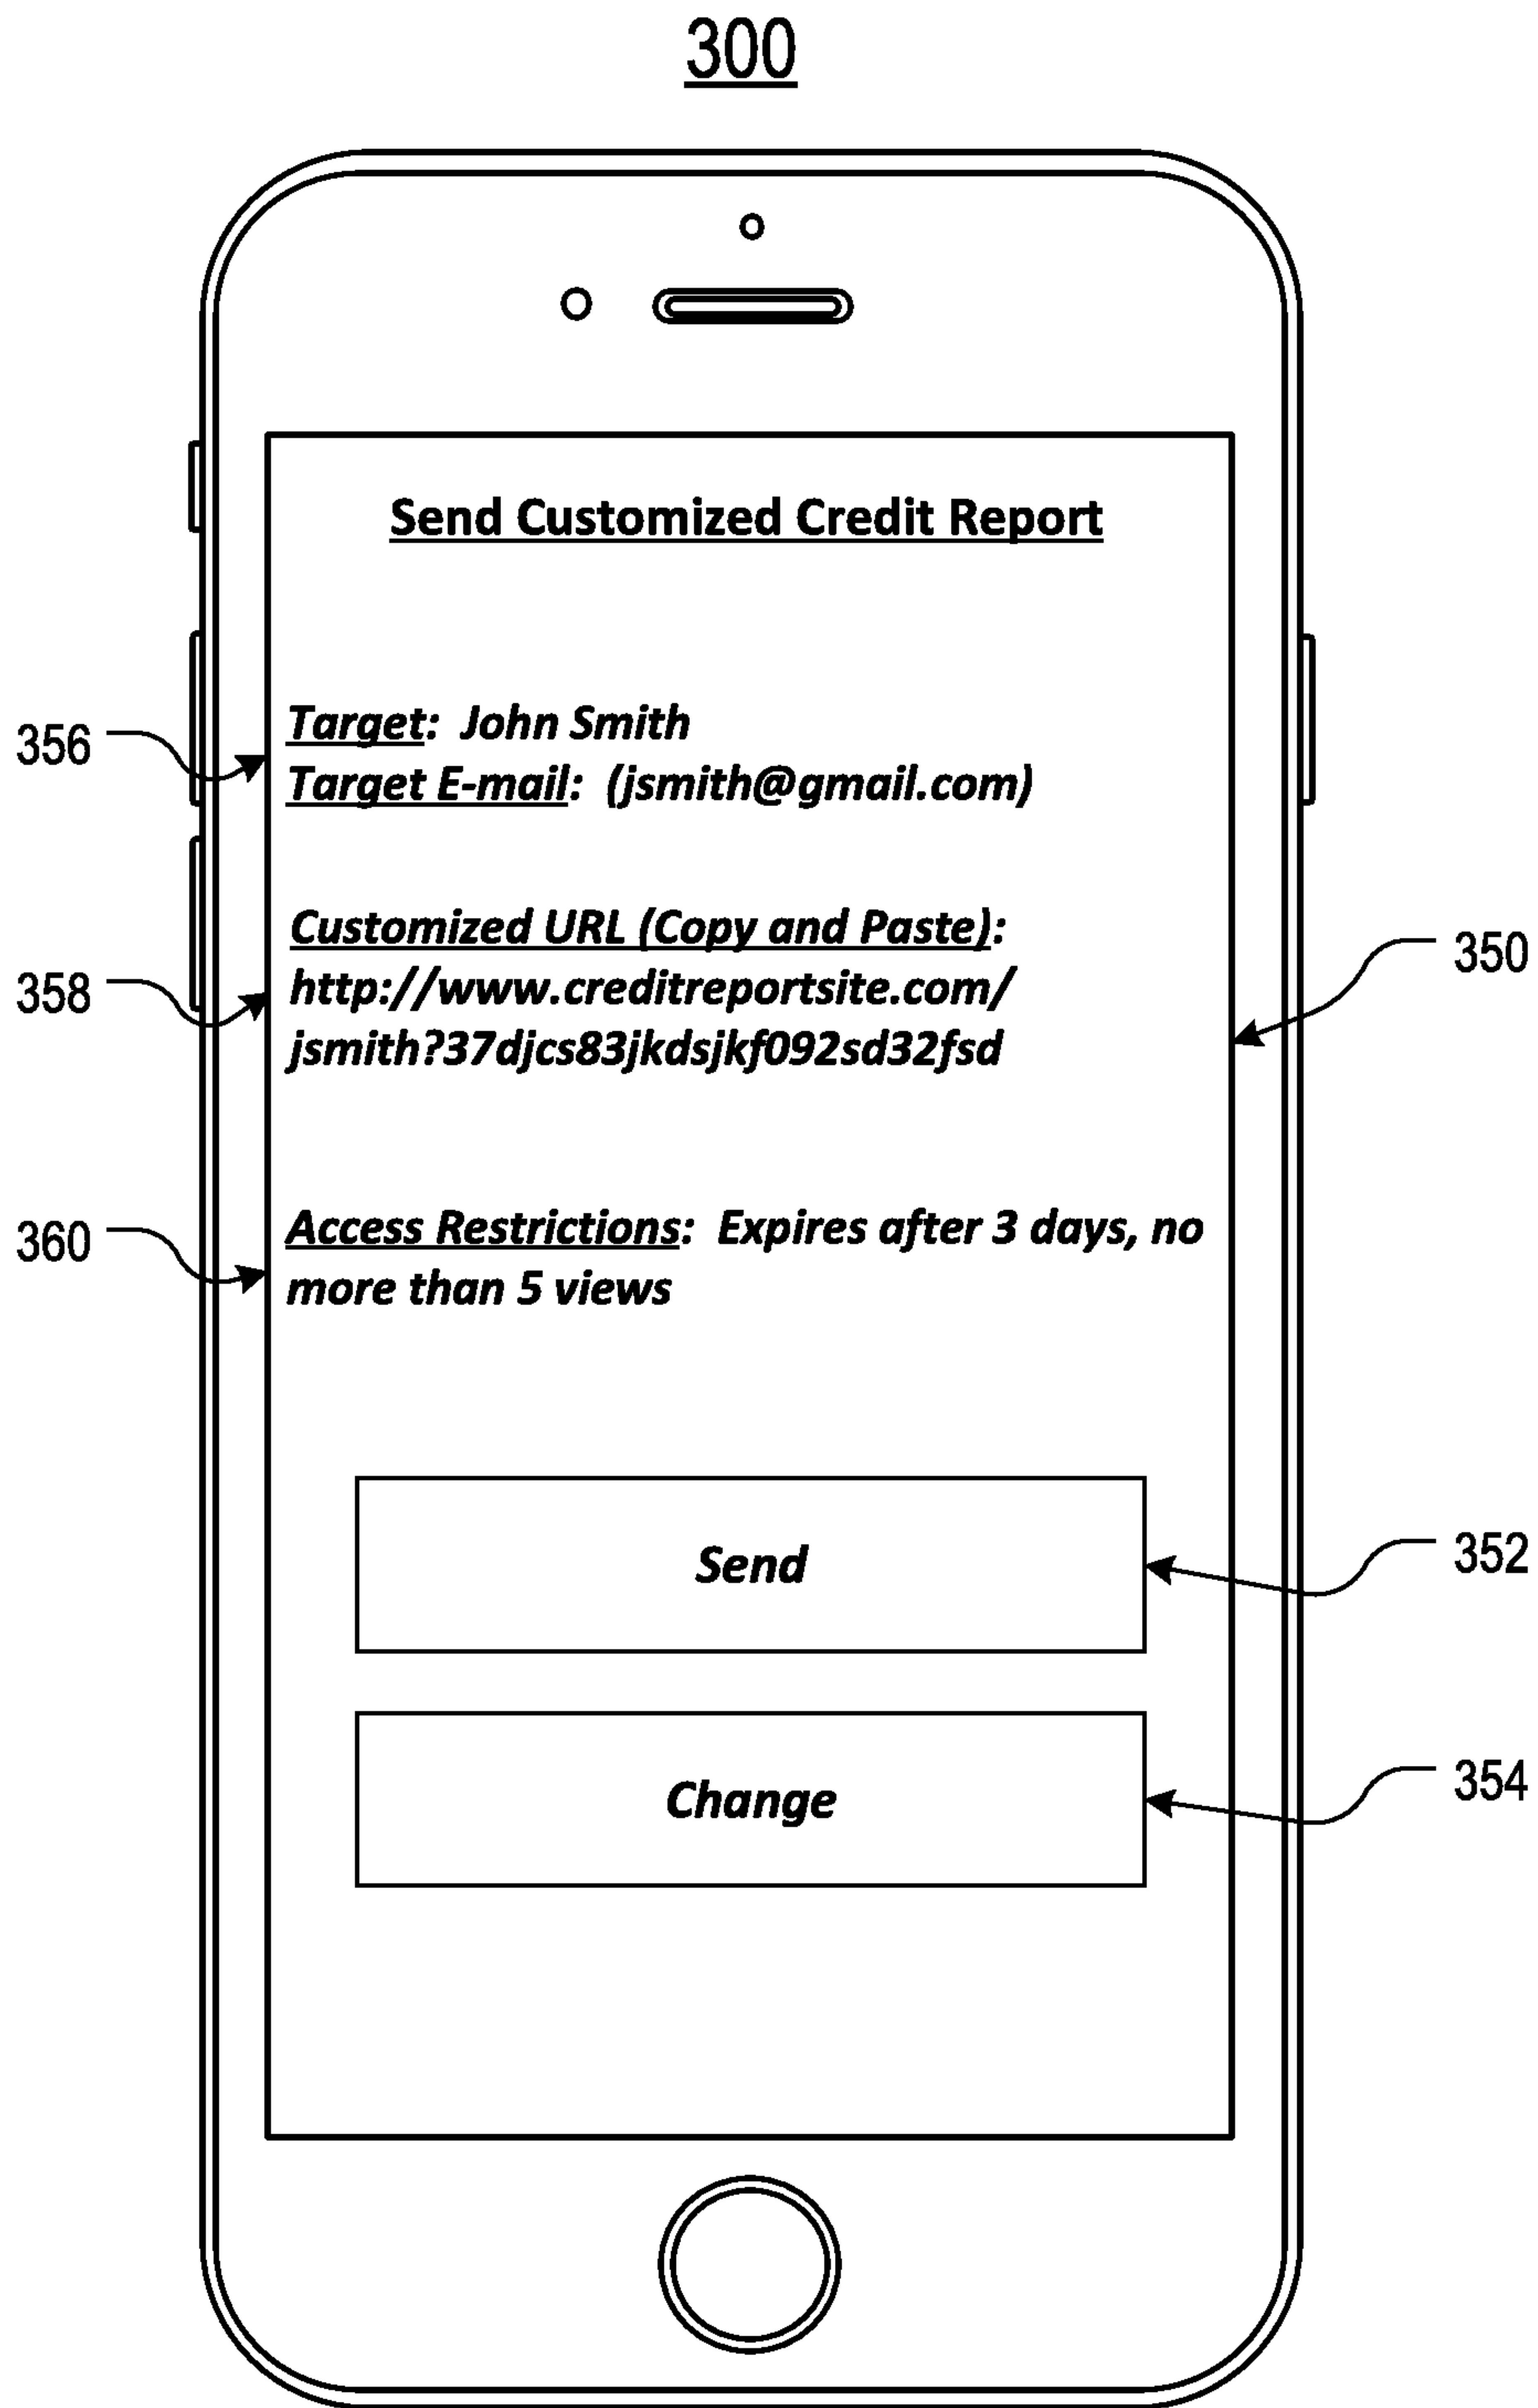 300
Send Customized Credit Report
356
Target: John Smith
Target E-mail: (jsmith@gmail.com)
Customized URL (Copy and Paste):
350
358
http://www.creditreportsite.com/
jsmith?37djcs83jkdsjkf092sd32fsd
360
Access Restrictions: Expires after 3 days, no
more than 5 views
Send
352
Change
354